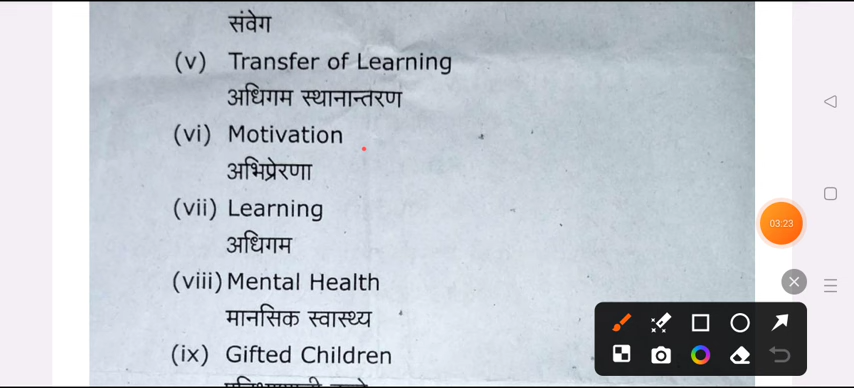 संवेग
(v) Transfer of Learning
अधिगम स्थानान्तरण
(vi) Motivation
अभिप्रेरणा
(vii) Learning
अधिगम
(viii) Mental Health
मानसिक स्वास्थ्य
(ix) Gifted Children
03:23